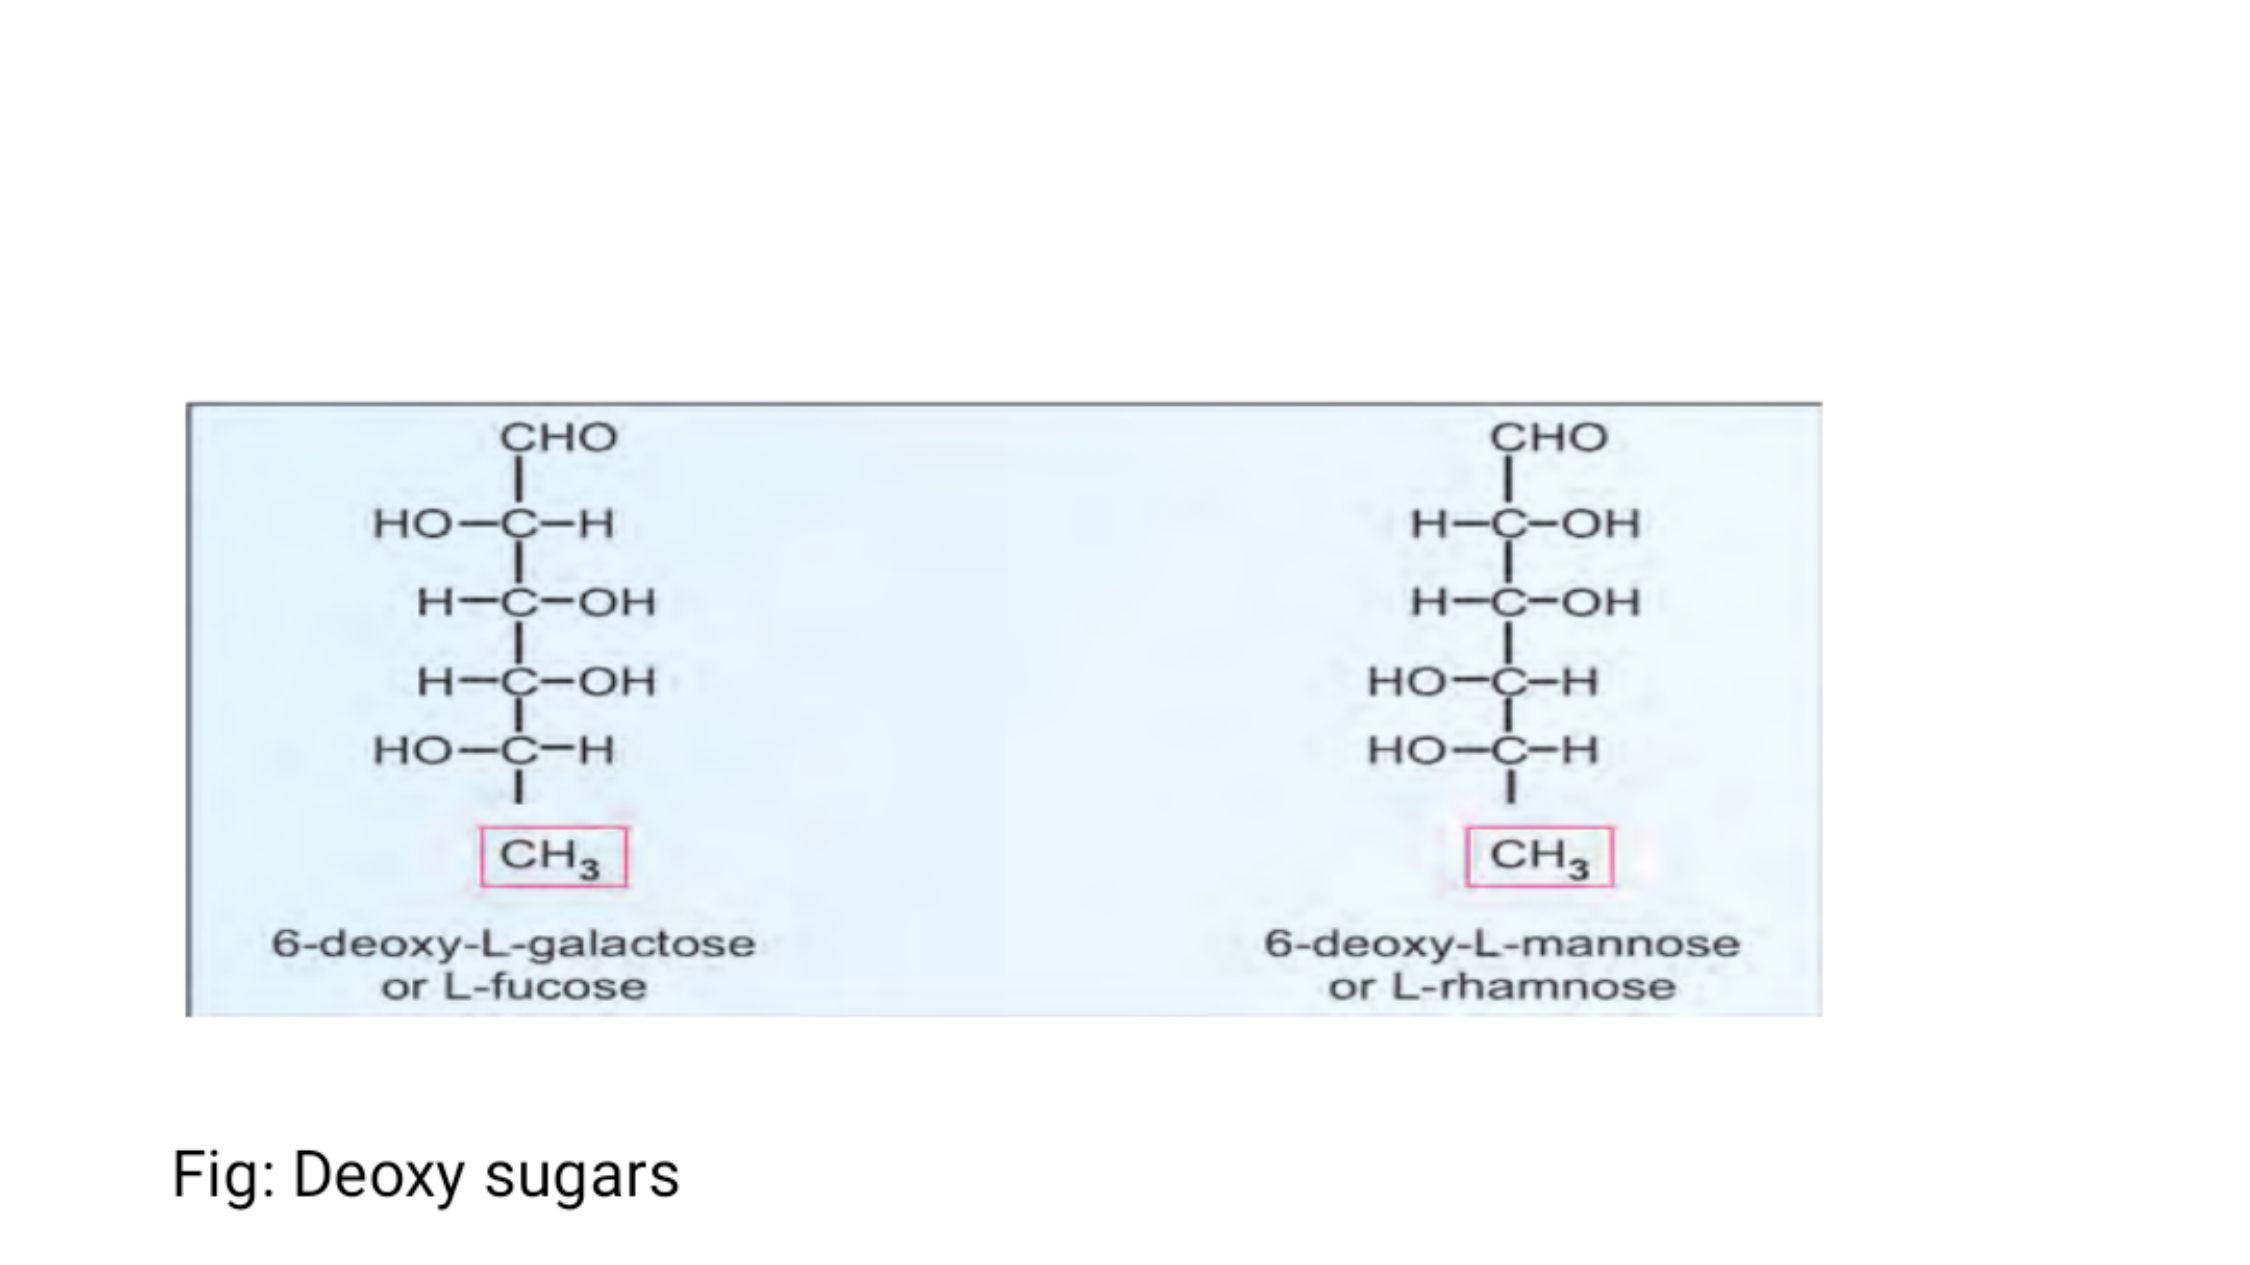 CHO
HO–C–H
H–C–OH
H–C–OH
HO–C–H
CH₃
6-deoxy-L-galactose
or L-fucose
CHO
H–C–OH
H–C–OH
HO–C–H
HO–C–H
CH₃
6-deoxy-L-mannose
or L-rhamnose
Fig: Deoxy sugars